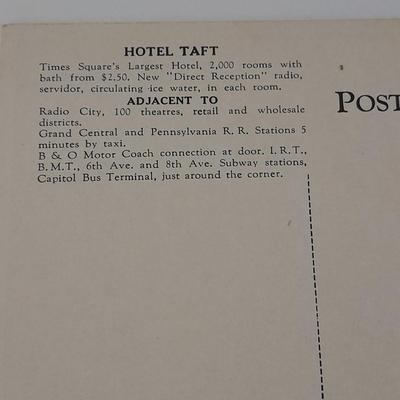 HOTEL TAFT
Times Square's Largest Hotel, 2,000 rooms with
bath from $2.50. New "Direct Reception" radio,
servidor, circulating ice water, in each room.
ADJACENT TO
Radio City, 100 theatres, retail and wholesale
districts.
Grand Central and Pennsylvania R. R. Stations 5
minutes by taxi.
B & O Motor Coach connection at door. I. R. T.,
B. M. T., 6th Ave. and 8th Ave. Subway stations,
Capitol Bus Terminal, just around the corner.
POST